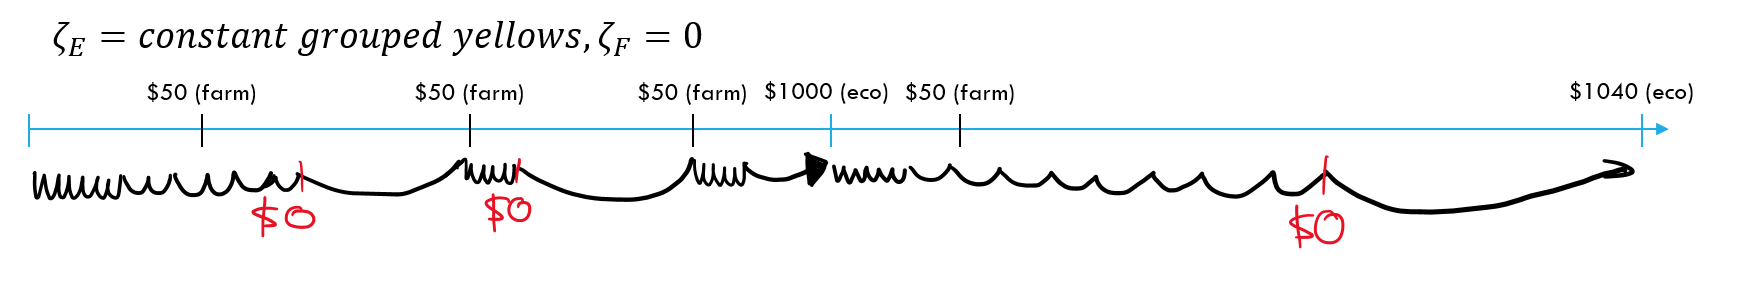 ζ_E = constant grouped yellows, ζ_F = 0
$50 (farm) $50 (farm) $50 (farm) $1000 (eco) $50 (farm) $1040 (eco)
$0 $0 $0